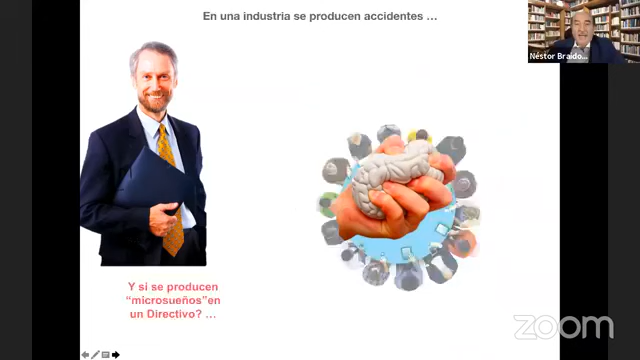 En una industria se producen accidentes …
Néstor Braido...
Y si se producen
“microsueños”en
un Directivo? …
zoom